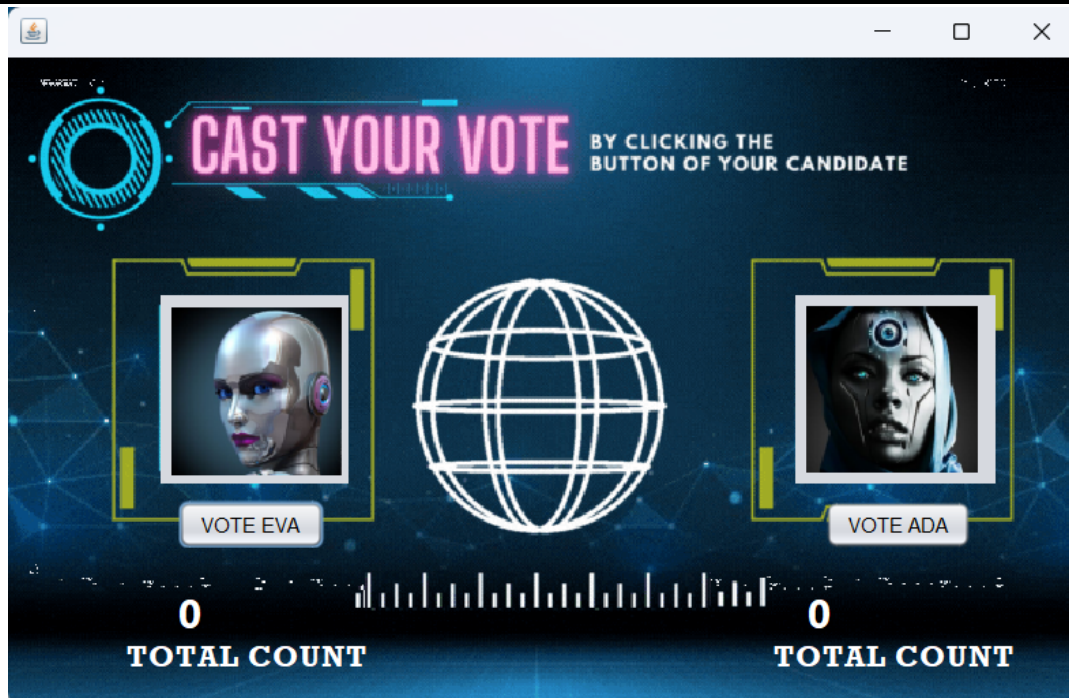 CAST YOUR VOTE
BY CLICKING THE
BUTTON OF YOUR CANDIDATE
VOTE EVA
VOTE ADA
0
0
TOTAL COUNT
TOTAL COUNT